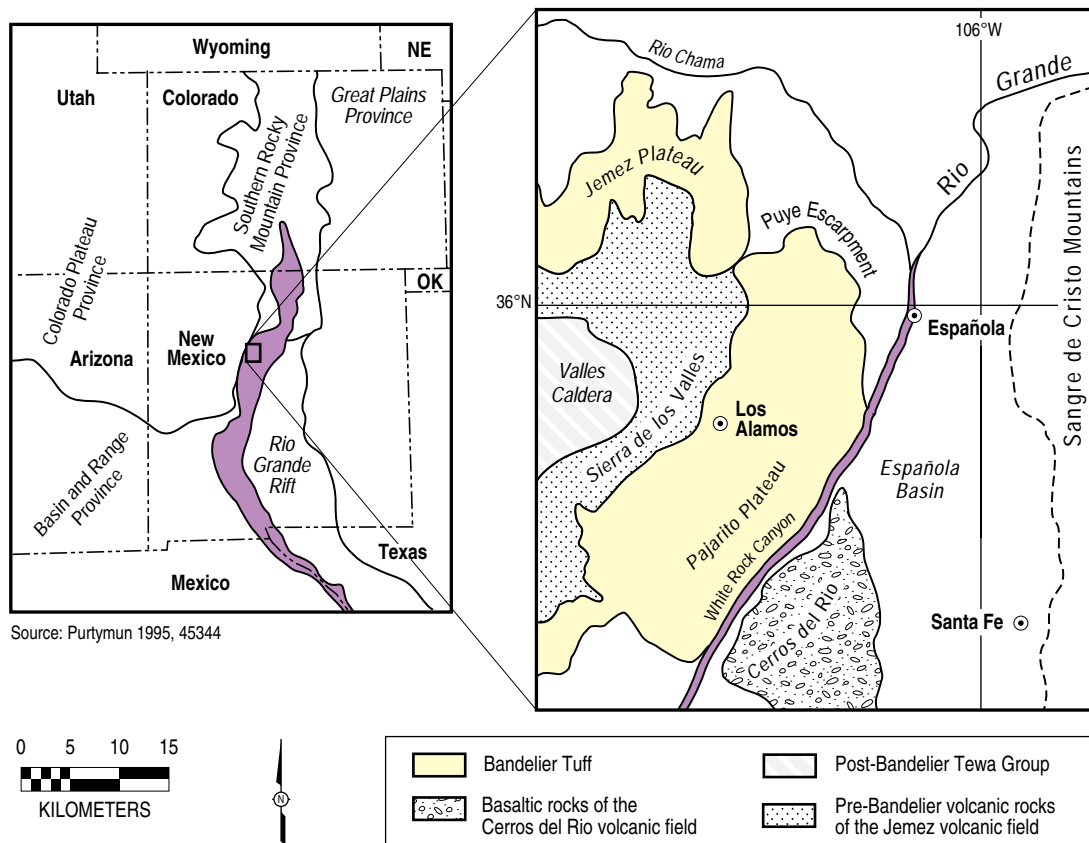 Wyoming
NE
Utah
Colorado
Great Plains
Province
Southern Rocky
Mountain Province
Colorado Plateau
Province
OK
Arizona
New
Mexico
Basin and Range
Province
Rio
Grande
Rift
Texas
Mexico
Source: Purtymun 1995, 45344
106°W
Rio Chama
Grande
Rio
Jemez Plateau
Puye Escarpment
Sangre de Cristo Mountains
36°N
Española
Valles
Caldera
Sierra de los Valles
Los
Alamos
Española
Basin
Pajarito Plateau
White Rock Canyon
Cerros del Rio
Santa Fe
0 5 10 15
KILOMETERS
N
Bandelier Tuff
Post-Bandelier Tewa Group
Basaltic rocks of the
Cerros del Rio volcanic field
Pre-Bandelier volcanic rocks
of the Jemez volcanic field